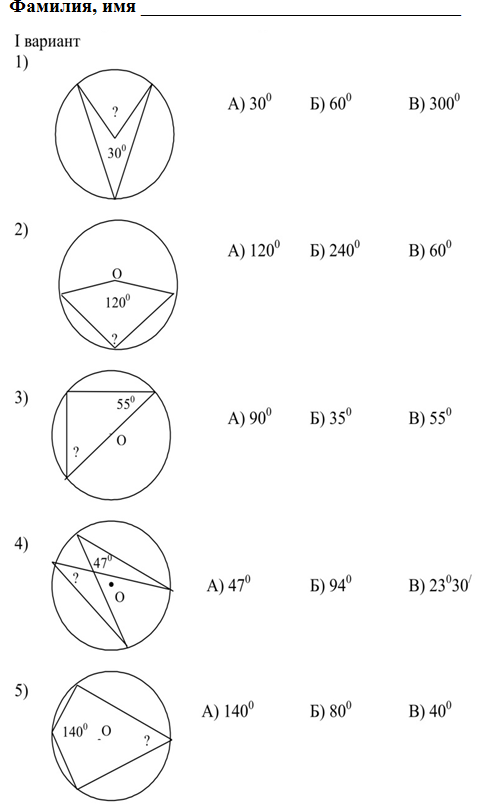 Фамилия, имя ________________________________
I вариант
1)
?
30⁰
А) 30⁰ Б) 60⁰ В) 300⁰
2)
О
120⁰
?
А) 120⁰ Б) 240⁰ В) 60⁰
3)
55⁰
О
?
А) 90⁰ Б) 35⁰ В) 55⁰
4)
47⁰
?
О
А) 47⁰ Б) 94⁰ В) 23⁰30′
5)
140⁰ О
?
А) 140⁰ Б) 80⁰ В) 40⁰